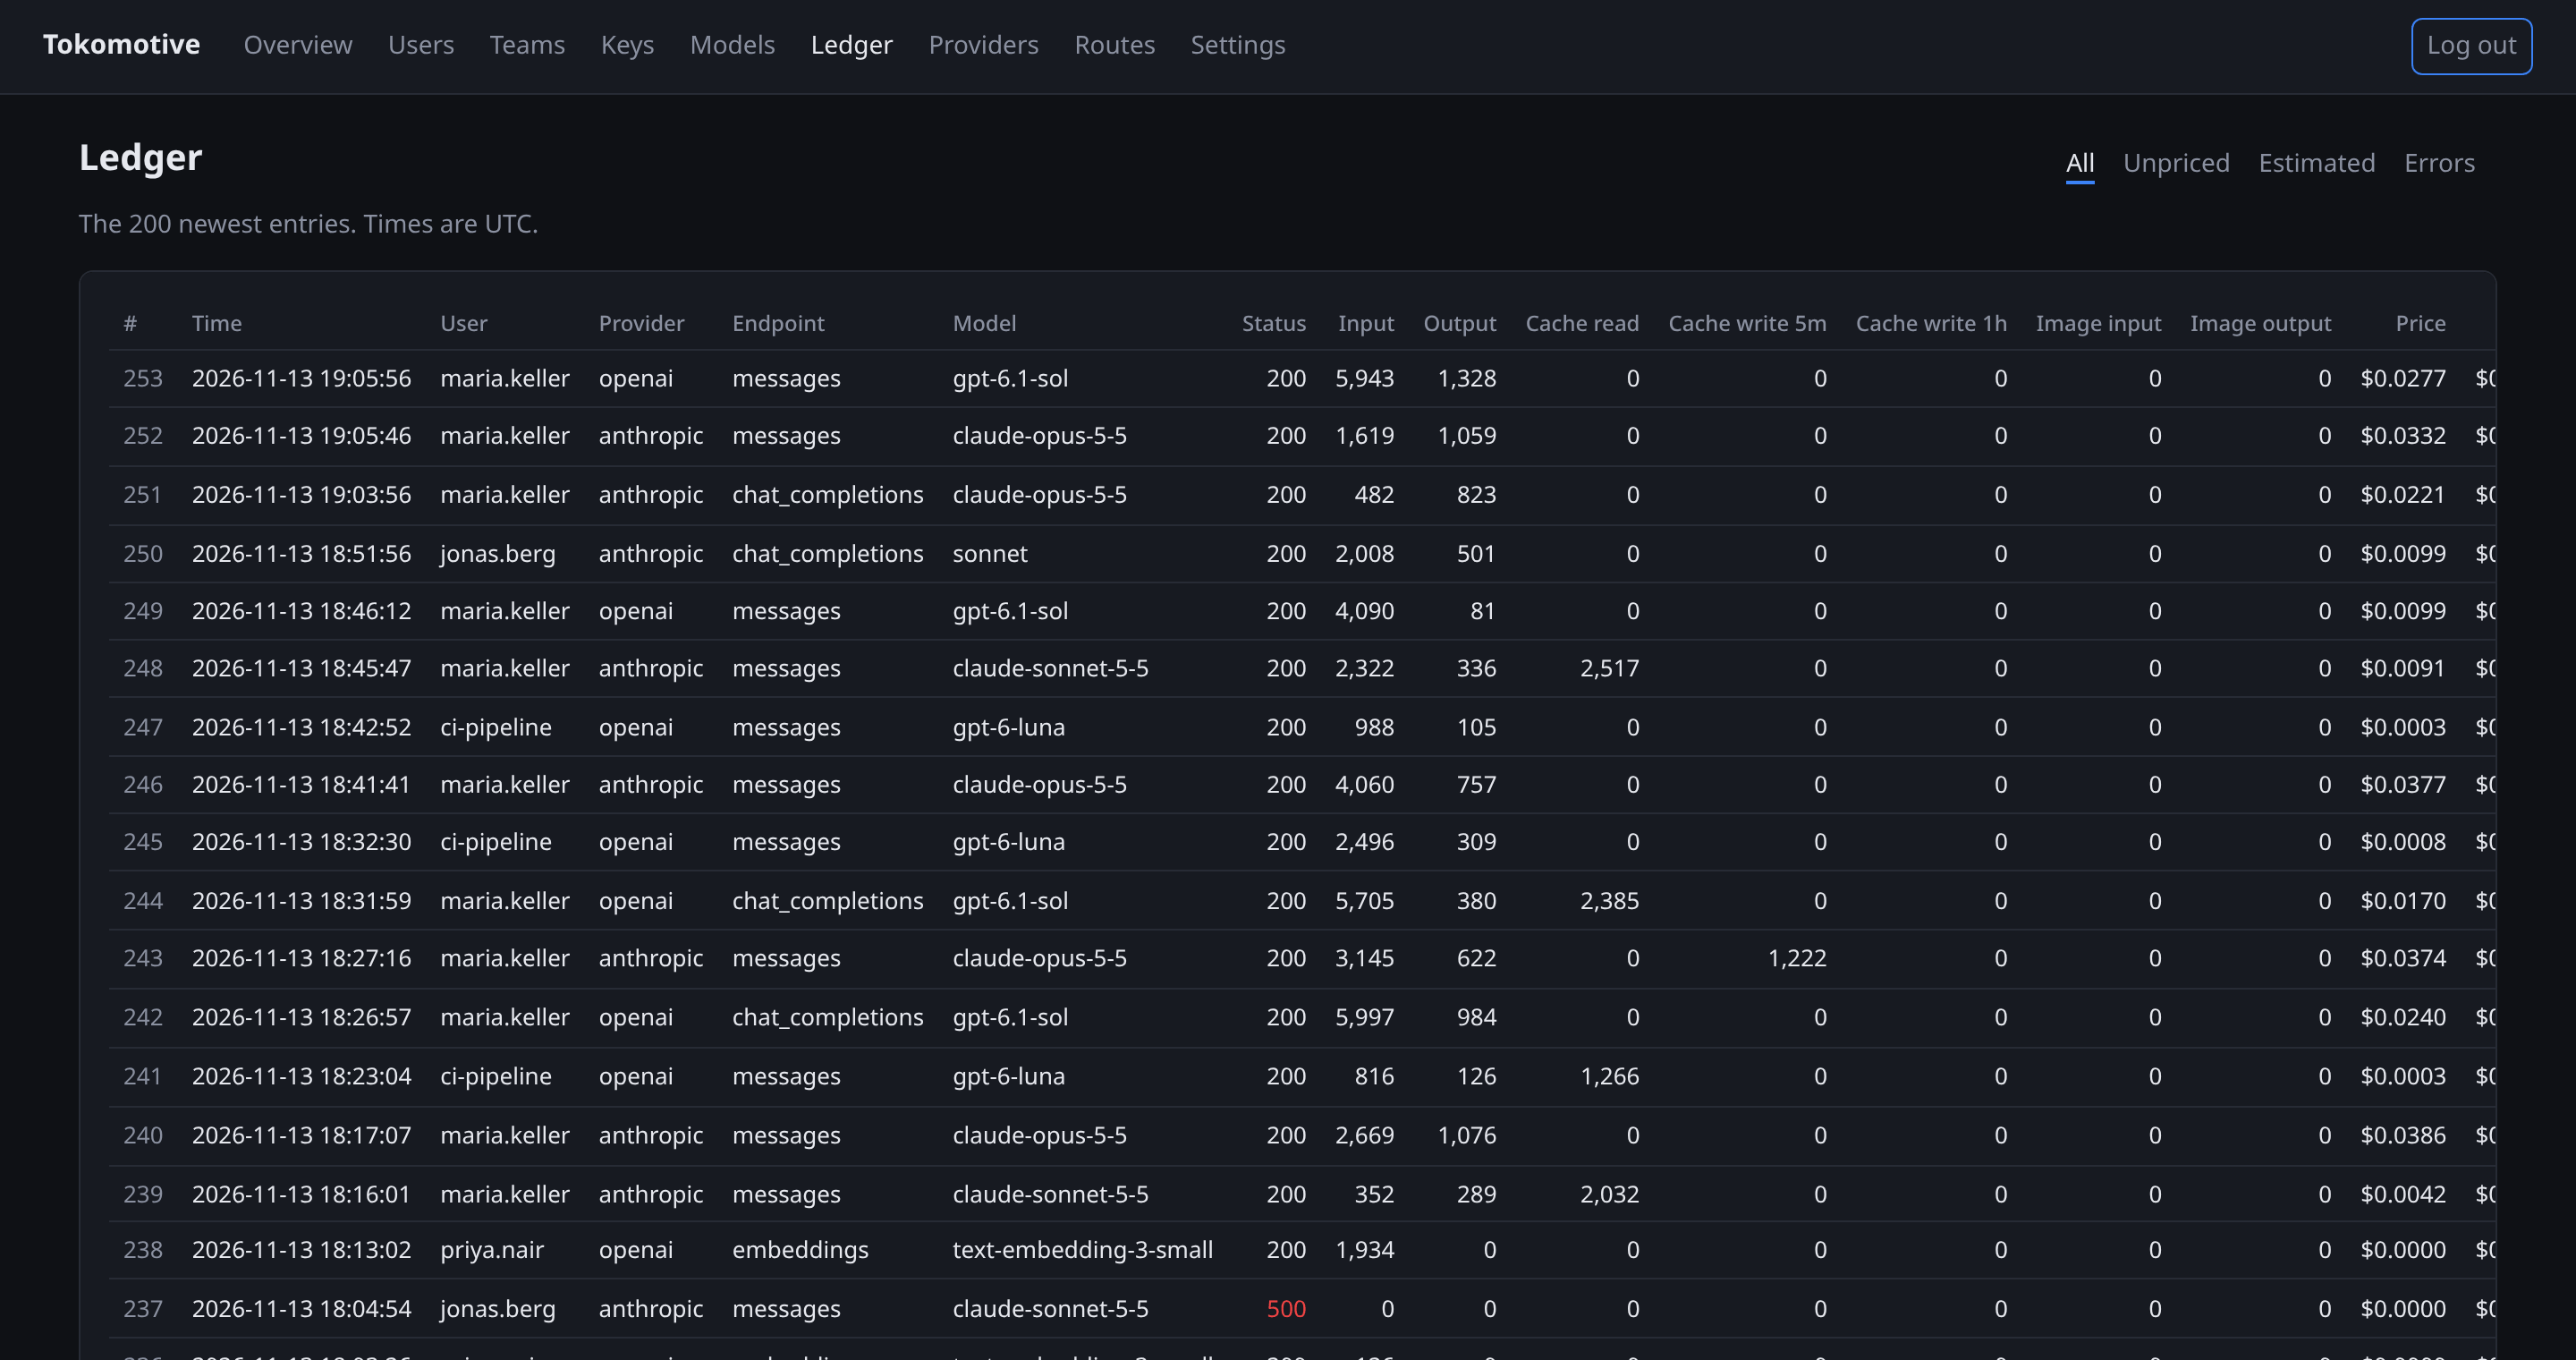 Tokomotive Overview Users Teams Keys Models Ledger Providers Routes Settings Log out
Ledger All Unpriced Estimated Errors
The 200 newest entries. Times are UTC.
# Time User Provider Endpoint Model Status Input Output Cache read Cache write 5m Cache write 1h Image input Image output Price
253 2026-11-13 19:05:56 maria.keller openai messages gpt-6.1-sol 200 5,943 1,328 0 0 0 0 0 $0.0277
252 2026-11-13 19:05:46 maria.keller anthropic messages claude-opus-5-5 200 1,619 1,059 0 0 0 0 0 $0.0332
251 2026-11-13 19:03:56 maria.keller anthropic chat_completions claude-opus-5-5 200 482 823 0 0 0 0 0 $0.0221
250 2026-11-13 18:51:56 jonas.berg anthropic chat_completions sonnet 200 2,008 501 0 0 0 0 0 $0.0099
249 2026-11-13 18:46:12 maria.keller openai messages gpt-6.1-sol 200 4,090 81 0 0 0 0 0 $0.0099
248 2026-11-13 18:45:47 maria.keller anthropic messages claude-sonnet-5-5 200 2,322 336 2,517 0 0 0 0 $0.0091
247 2026-11-13 18:42:52 ci-pipeline openai messages gpt-6-luna 200 988 105 0 0 0 0 0 $0.0003
246 2026-11-13 18:41:41 maria.keller anthropic messages claude-opus-5-5 200 4,060 757 0 0 0 0 0 $0.0377
245 2026-11-13 18:32:30 ci-pipeline openai messages gpt-6-luna 200 2,496 309 0 0 0 0 0 $0.0008
244 2026-11-13 18:31:59 maria.keller openai chat_completions gpt-6.1-sol 200 5,705 380 2,385 0 0 0 0 $0.0170
243 2026-11-13 18:27:16 maria.keller anthropic messages claude-opus-5-5 200 3,145 622 0 1,222 0 0 0 $0.0374
242 2026-11-13 18:26:57 maria.keller openai chat_completions gpt-6.1-sol 200 5,997 984 0 0 0 0 0 $0.0240
241 2026-11-13 18:23:04 ci-pipeline openai messages gpt-6-luna 200 816 126 1,266 0 0 0 0 $0.0003
240 2026-11-13 18:17:07 maria.keller anthropic messages claude-opus-5-5 200 2,669 1,076 0 0 0 0 0 $0.0386
239 2026-11-13 18:16:01 maria.keller anthropic messages claude-sonnet-5-5 200 352 289 2,032 0 0 0 0 $0.0042
238 2026-11-13 18:13:02 priya.nair openai embeddings text-embedding-3-small 200 1,934 0 0 0 0 0 0 $0.0000
237 2026-11-13 18:04:54 jonas.berg anthropic messages claude-sonnet-5-5 500 0 0 0 0 0 0 0 $0.0000